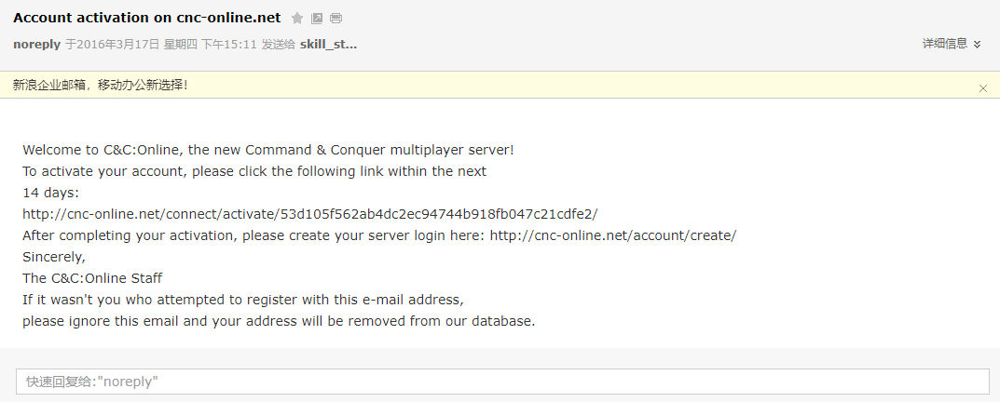 Account activation on cnc-online.net
noreply 于2016年3月17日 星期四 下午15:11 发送给 skill_st...
详细信息
新浪企业邮箱，移动办公新选择！
Welcome to C&C:Online, the new Command & Conquer multiplayer server!
To activate your account, please click the following link within the next
14 days:
http://cnc-online.net/connect/activate/53d105f562ab4dc2ec94744b918fb047c21cdfe2/
After completing your activation, please create your server login here: http://cnc-online.net/account/create/
Sincerely,
The C&C:Online Staff
If it wasn't you who attempted to register with this e-mail address,
please ignore this email and your address will be removed from our database.
快速回复给:"noreply"